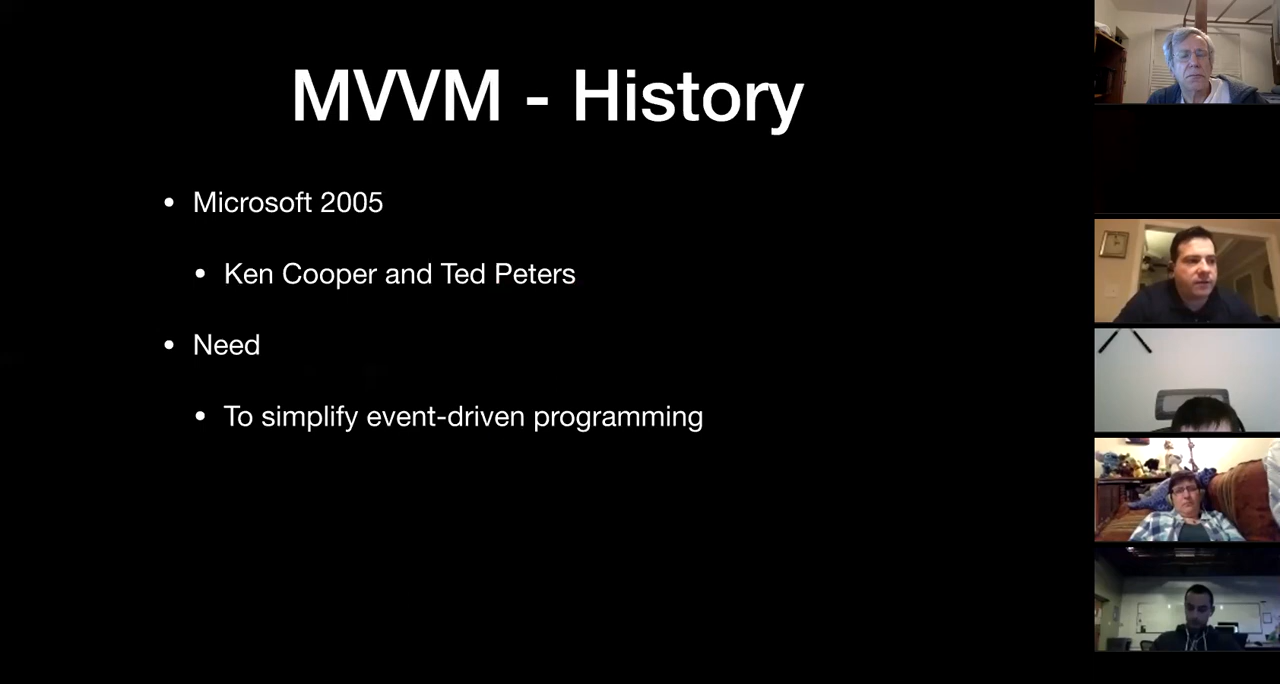 MVVM - History
• Microsoft 2005
• Ken Cooper and Ted Peters
• Need
• To simplify event-driven programming